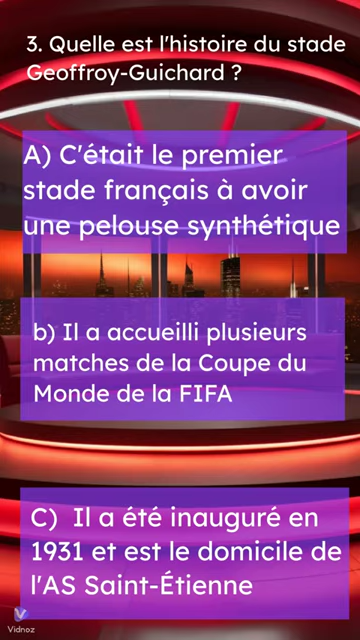 3. Quelle est l'histoire du stade
Geoffroy-Guichard ?
A) C'était le premier
stade français à avoir
une pelouse synthétique
b) Il a accueilli plusieurs
matches de la Coupe du
Monde de la FIFA
C) Il a été inauguré en
1931 et est le domicile de
l'AS Saint-Étienne
Vidnoz